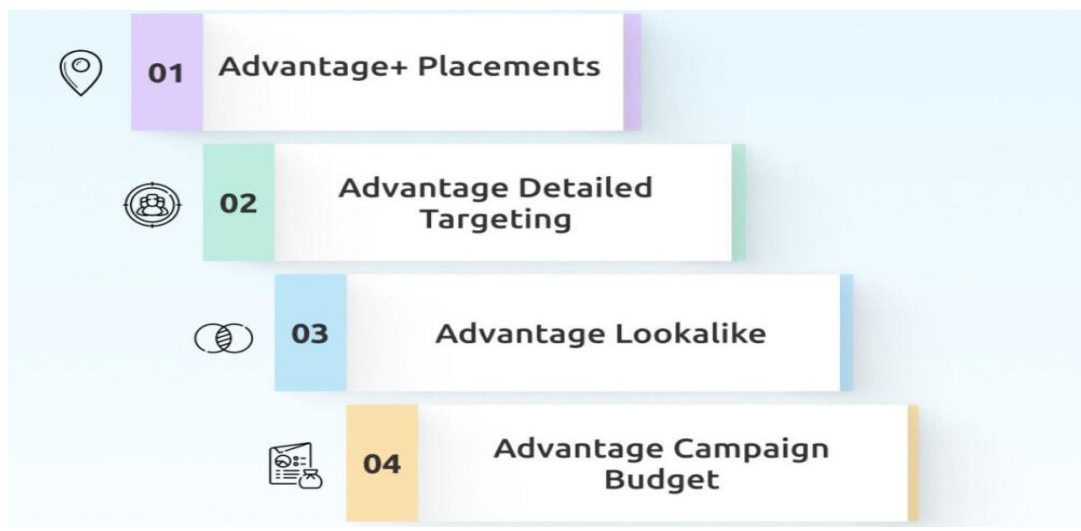 01 Advantage+ Placements
02 Advantage Detailed
Targeting
03 Advantage Lookalike
04 Advantage Campaign
Budget